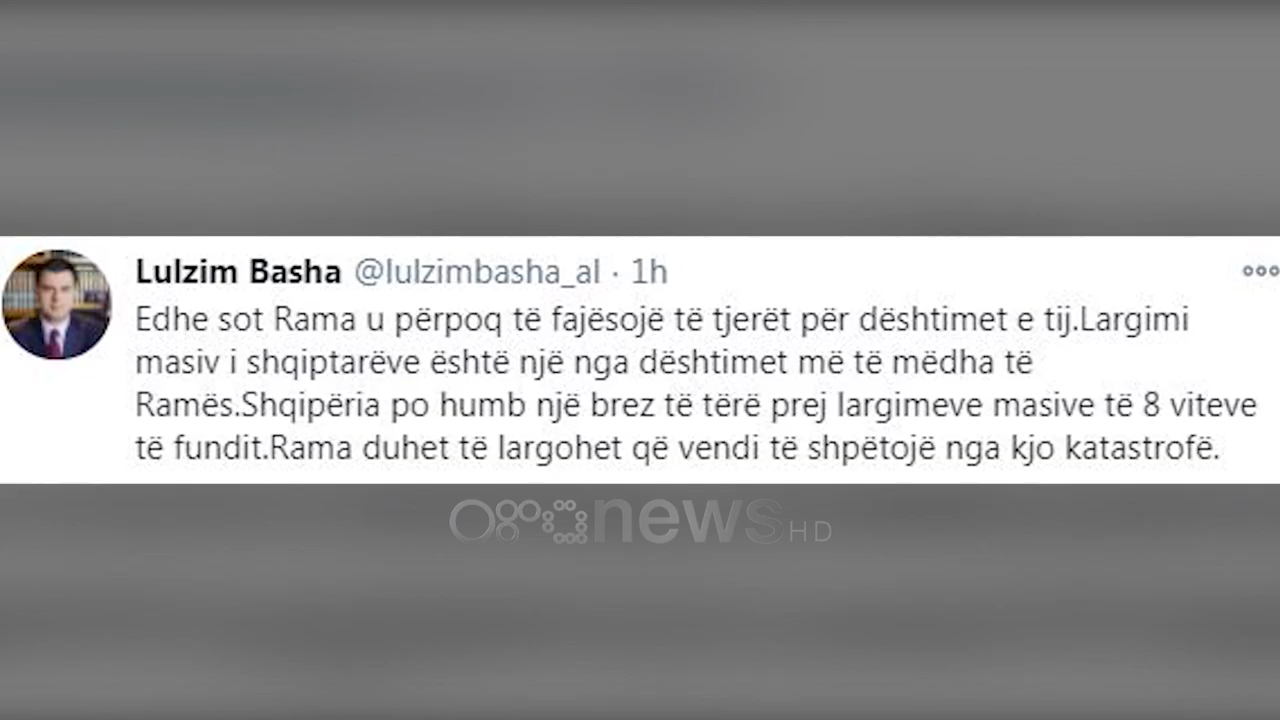 Lulzim Basha @lulzimbasha_al · 1h
Edhe sot Rama u përpoq të fajësojë të tjerët për dështimet e tij.Largimi
masiv i shqiptarëve është një nga dështimet më të mëdha të
Ramës.Shqipëria po humb një brez të tërë prej largimeve masive të 8 viteve
të fundit.Rama duhet të largohet që vendi të shpëtojë nga kjo katastrofë.
news HD